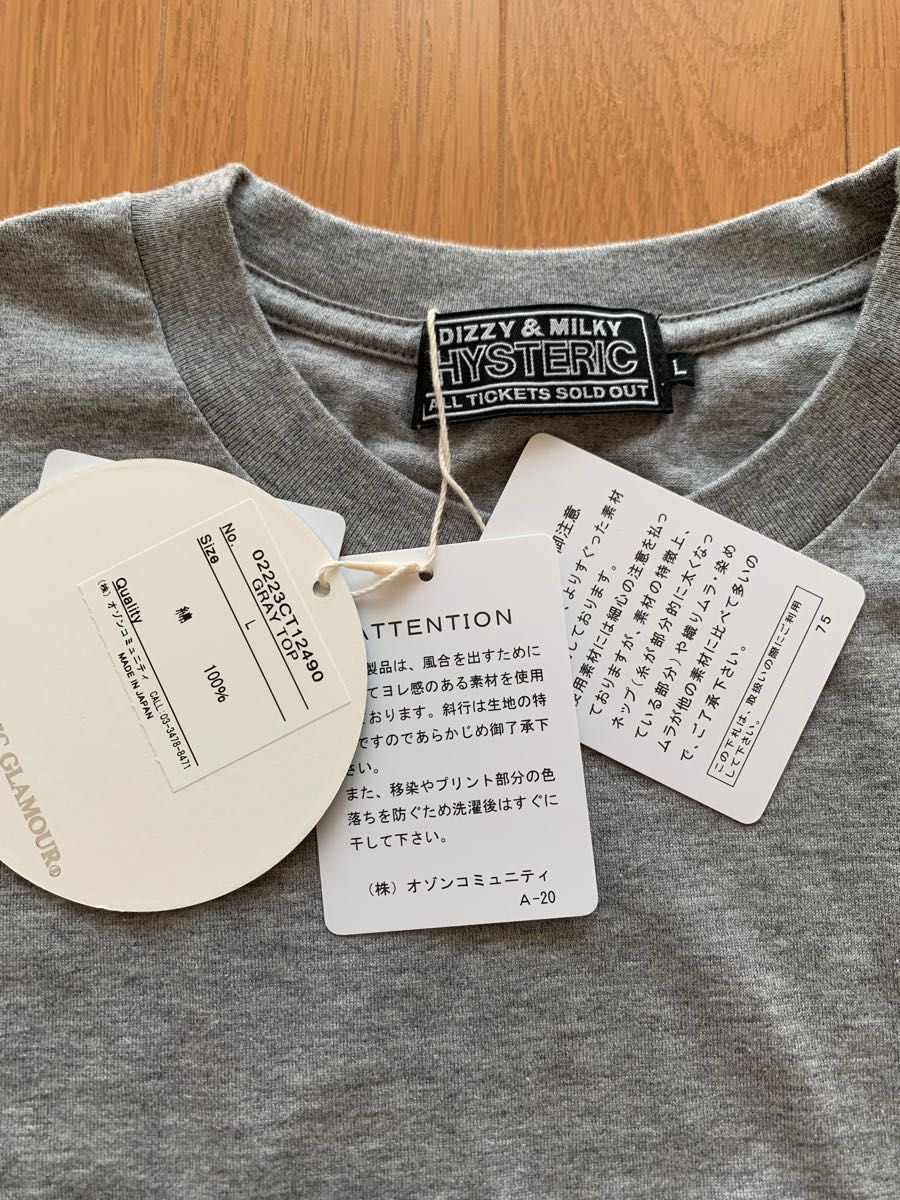 DIZZY & MILKY
HYSTERIC
ALL TICKETS SOLD OUT
L
No. 02223CT12490
GRAY TOP
Size L
Quality
綿 100%
(株) オゾンコミュニティ CALL: 03-3478-8471
MADE IN JAPAN
GLAMOUR®
ATTENTION
製品は、風合を出すために
てヨレ感のある素材を使用
おります。斜行は生地の特
ですのであらかじめ御了承下
さい。
また、移染やプリント部分の色
落ちを防ぐため洗濯後はすぐに
干して下さい。
（株）オゾンコミュニティ
A-20
注意
よりすぐった素材
しております。
用素材には細心の注意を払っ
ておりますが、素材の特徴上、
ネップ(糸が部分的に太くなっ
ている部分)や織りムラ・染め
ムラが他の素材に比べて多いの
で、ご了承下さい。
この下札は、取扱いの際にご利用
して下さい。
75